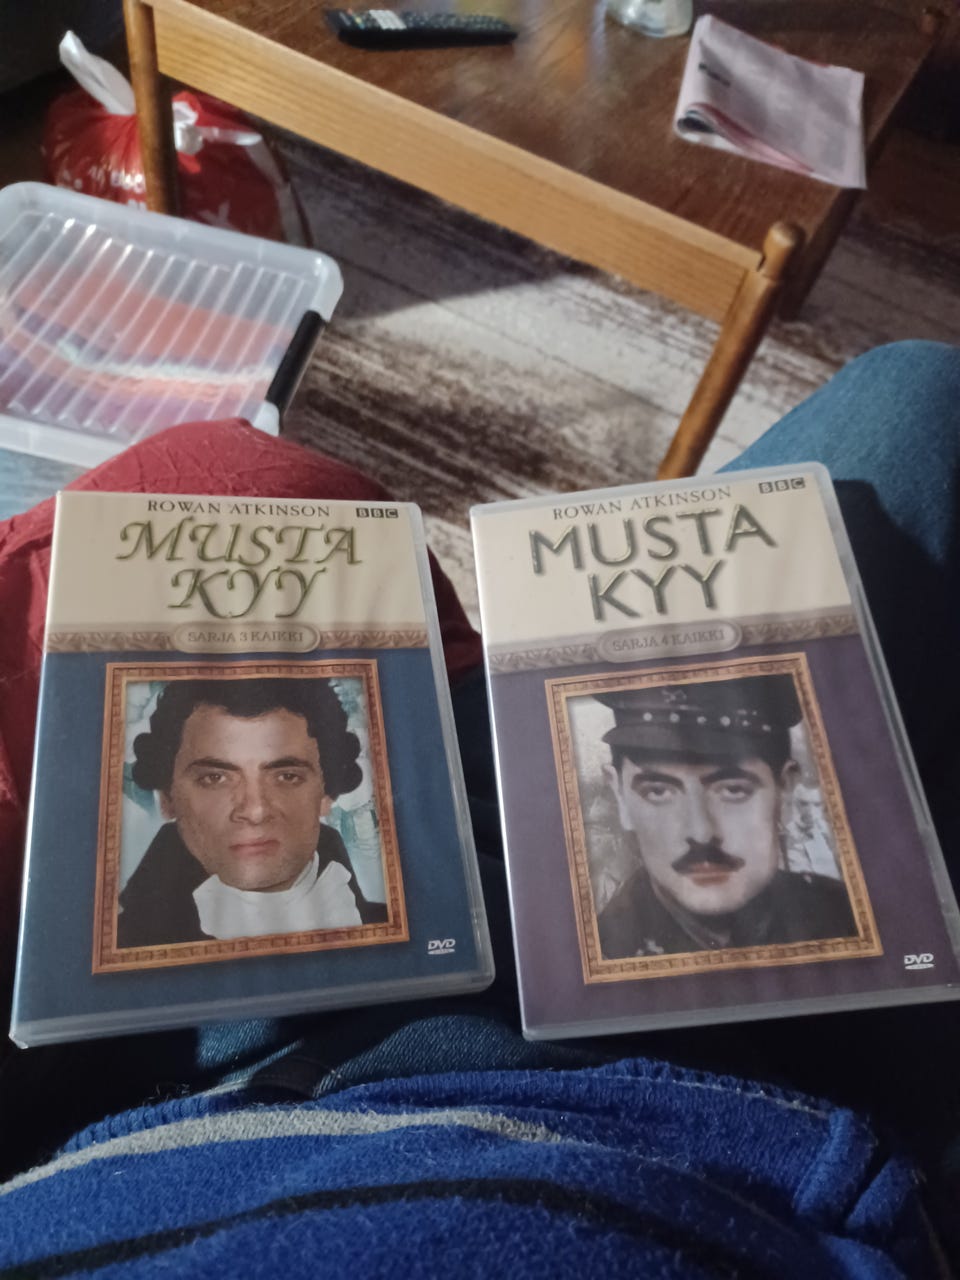 ROWAN ATKINSON BBC
MUSTA
KYY
SARJA 3 KAIKKI
DVD
ROWAN ATKINSON BBC
MUSTA
KYY
SARJA 4 KAIKKI
DVD